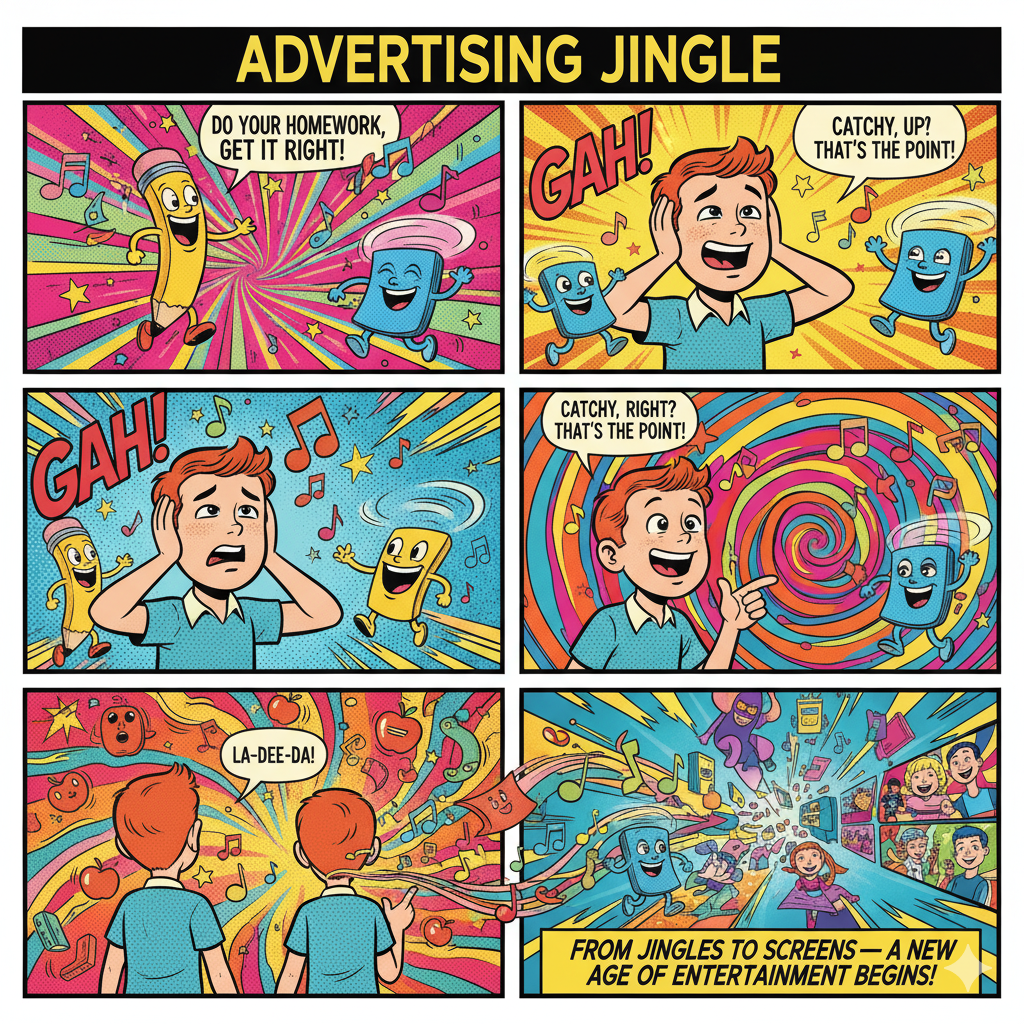 ADVERTISING JINGLE
DO YOUR HOMEWORK,
GET IT RIGHT!
GAH!
CATCHY, UP?
THAT'S THE POINT!
GAH!
CATCHY, RIGHT?
THAT'S THE POINT!
LA-DEE-DA!
FROM JINGLES TO SCREENS — A NEW
AGE OF ENTERTAINMENT BEGINS!